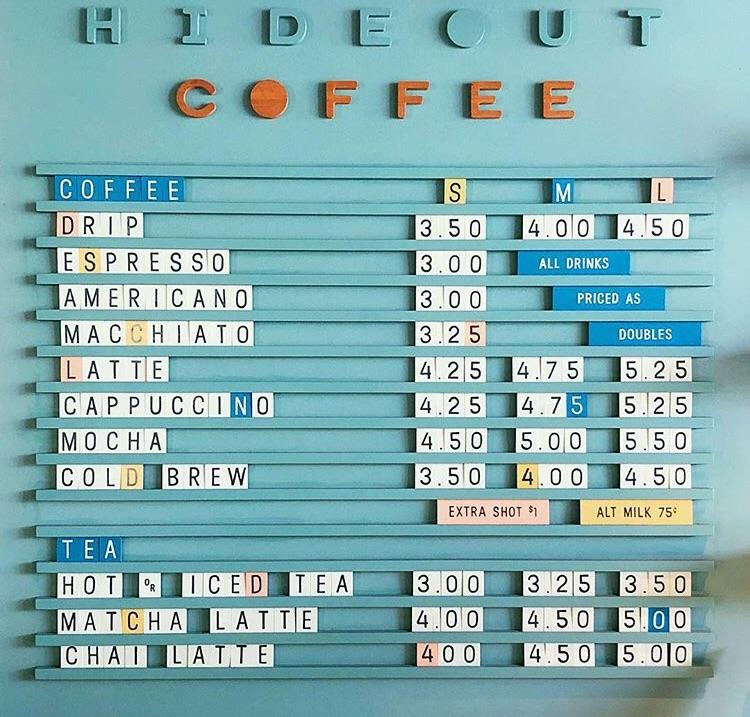 HIDEOUT
COFFEE
COFFEE S M L
DRIP 3.50 4.00 4.50
ESPRESSO 3.00 ALL DRINKS
AMERICANO 3.00 PRICED AS
MACCHIATO 3.25 DOUBLES
LATTE 4.25 4.75 5.25
CAPPUCCINO 4.25 4.75 5.25
MOCHA 4.50 5.00 5.50
COLD BREW 3.50 4.00 4.50
EXTRA SHOT $1 ALT MILK 75¢
TEA
HOT OR ICED TEA 3.00 3.25 3.50
MATCHA LATTE 4.00 4.50 5.00
CHAI LATTE 400 4.50 5.00